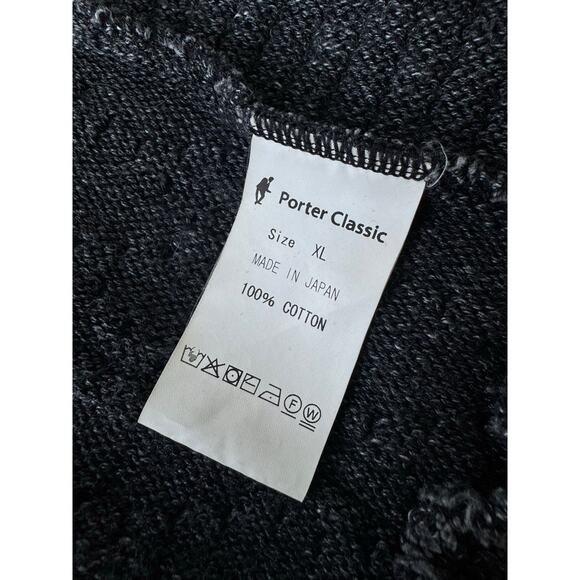 Porter Classic
Size XL
MADE IN JAPAN
100% COTTON
F W